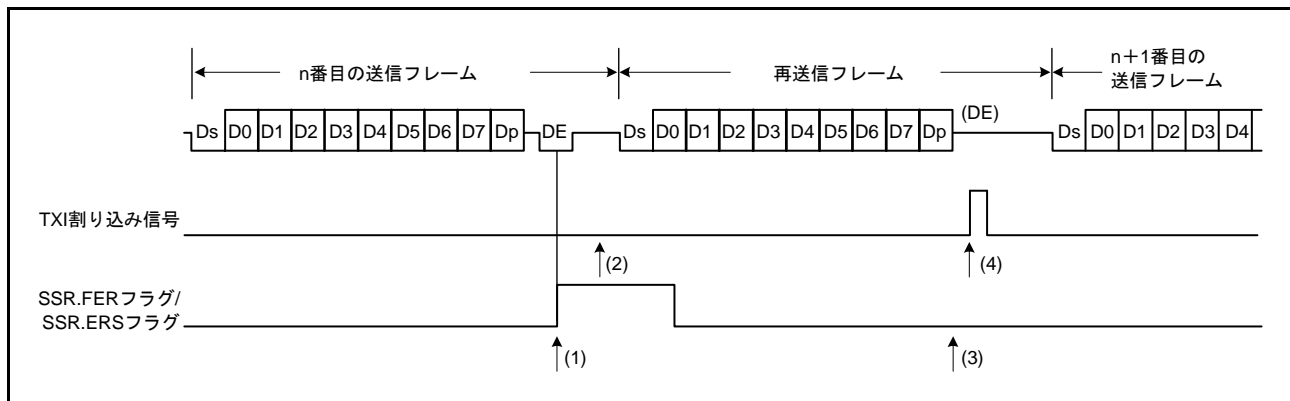 n番目の送信フレーム
再送信フレーム
n+1番目の
送信フレーム
Ds D0 D1 D2 D3 D4 D5 D6 D7 Dp DE Ds D0 D1 D2 D3 D4 D5 D6 D7 Dp (DE) Ds D0 D1 D2 D3 D4
TXI割り込み信号
(2) (4)
SSR.FERフラグ/
SSR.ERSフラグ
(1) (3)